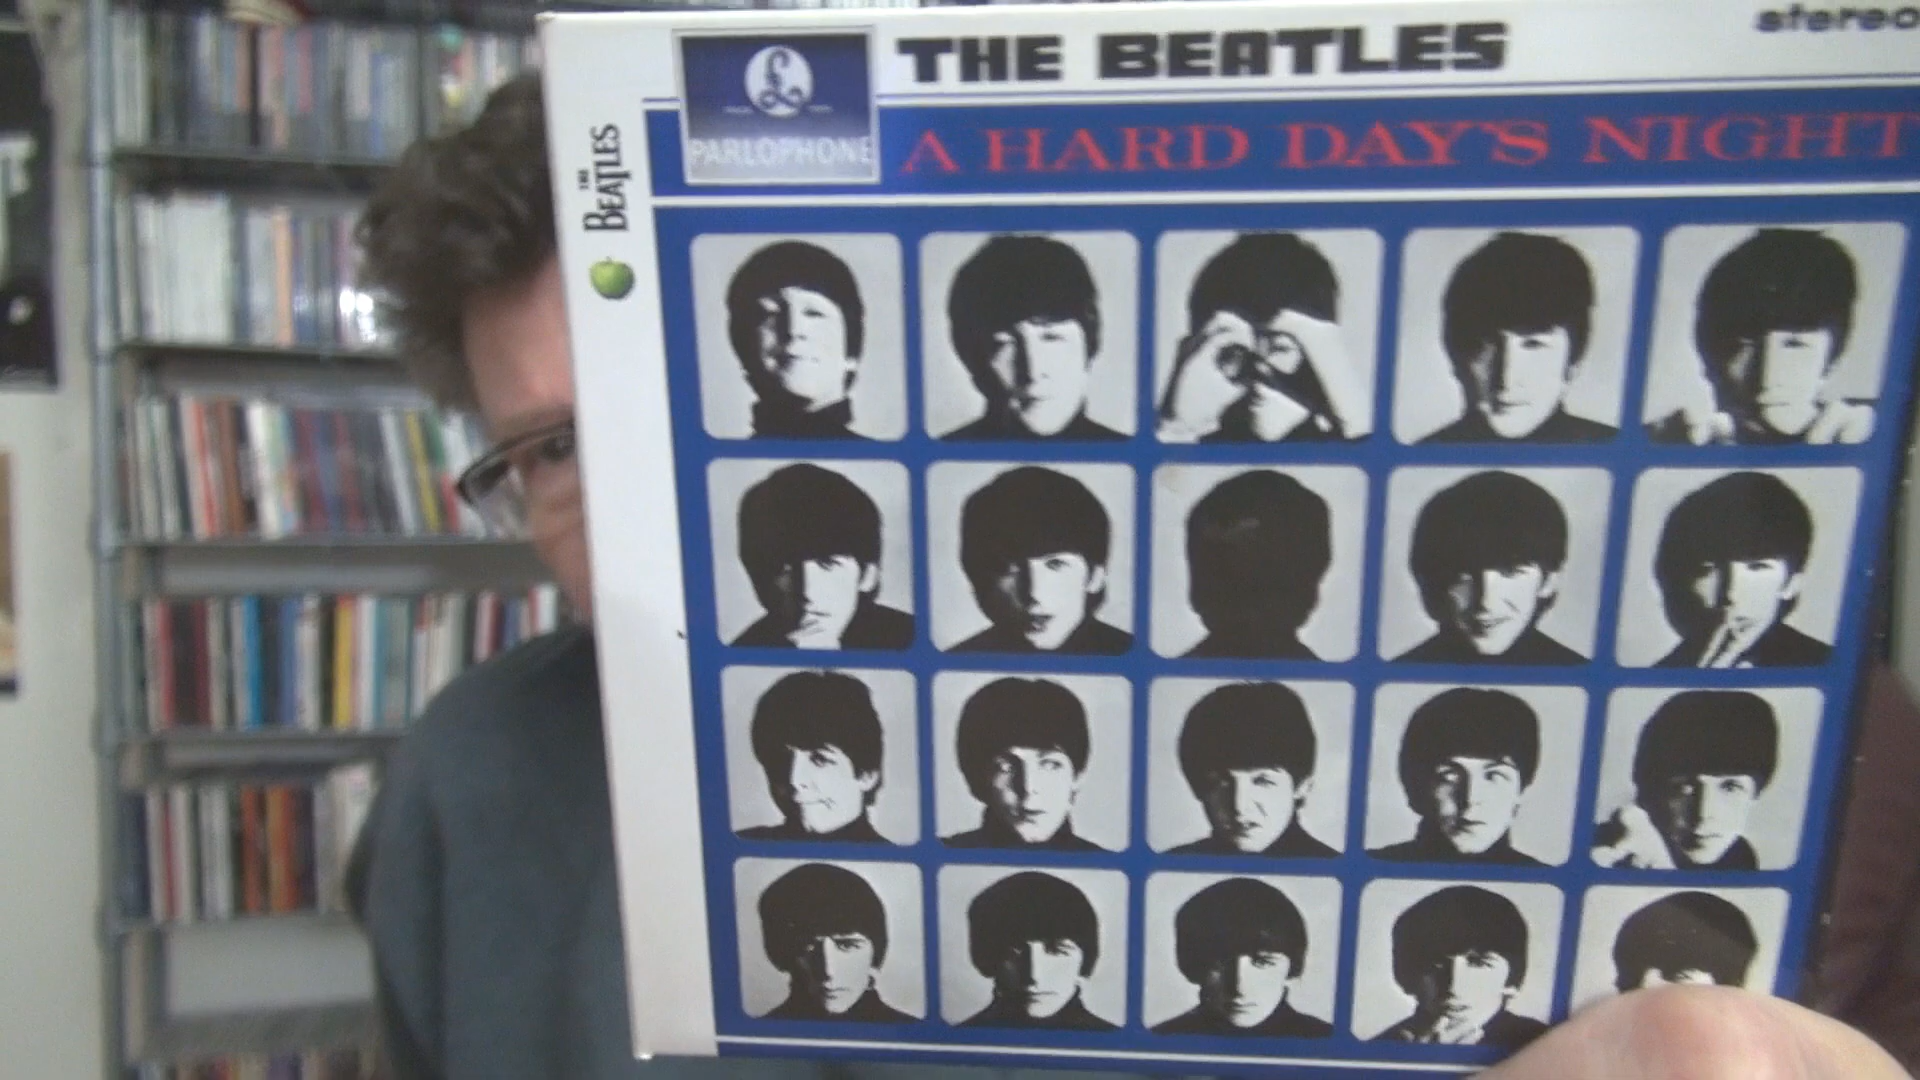 stereo
THE BEATLES
PARLOPHONE
A HARD DAY'S NIGHT
THE BEATLES